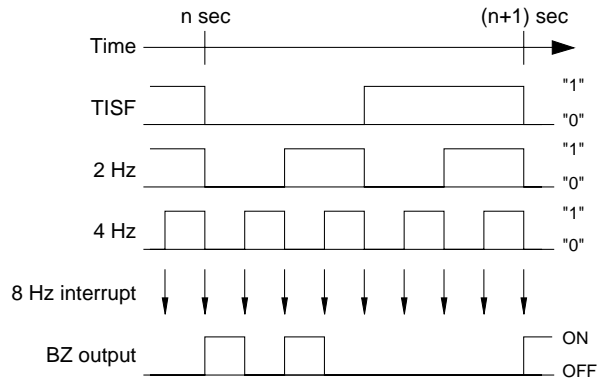 n sec (n+1) sec
Time
TISF "1"
"0"
2 Hz "1"
"0"
4 Hz "1"
"0"
8 Hz interrupt
BZ output ON
OFF